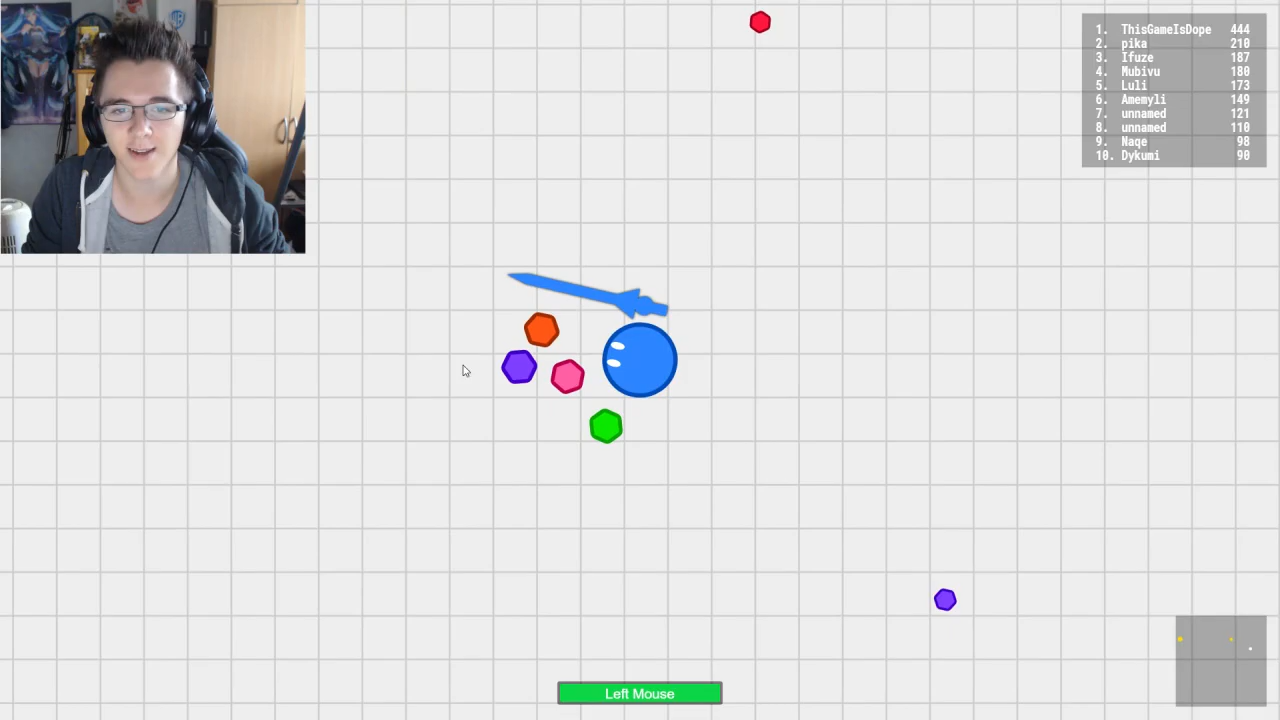 1. ThisGameIsDope 444
2. pika 210
3. Ifuze 187
4. Mubivu 180
5. Luli 173
6. Amemyli 149
7. unnamed 121
8. unnamed 110
9. Naqe 98
10. Dykumi 90
Left Mouse